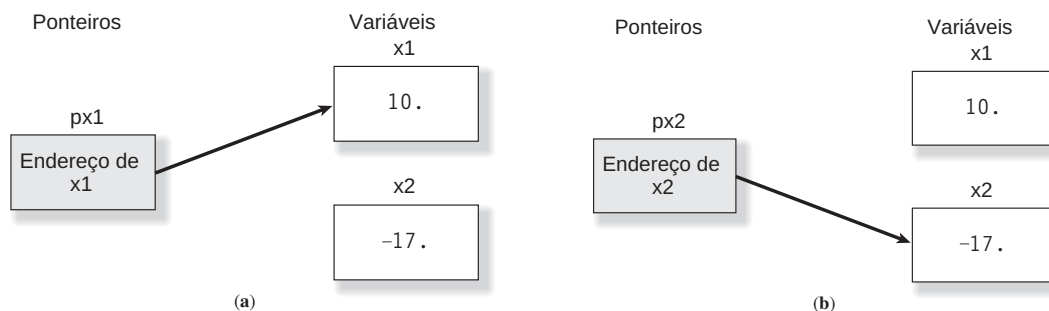 Ponteiros
Variáveis
x1
10.
px1
Endereço de
x1
x2
−17.
(a)
Ponteiros
Variáveis
x1
10.
px2
Endereço de
x2
x2
−17.
(b)